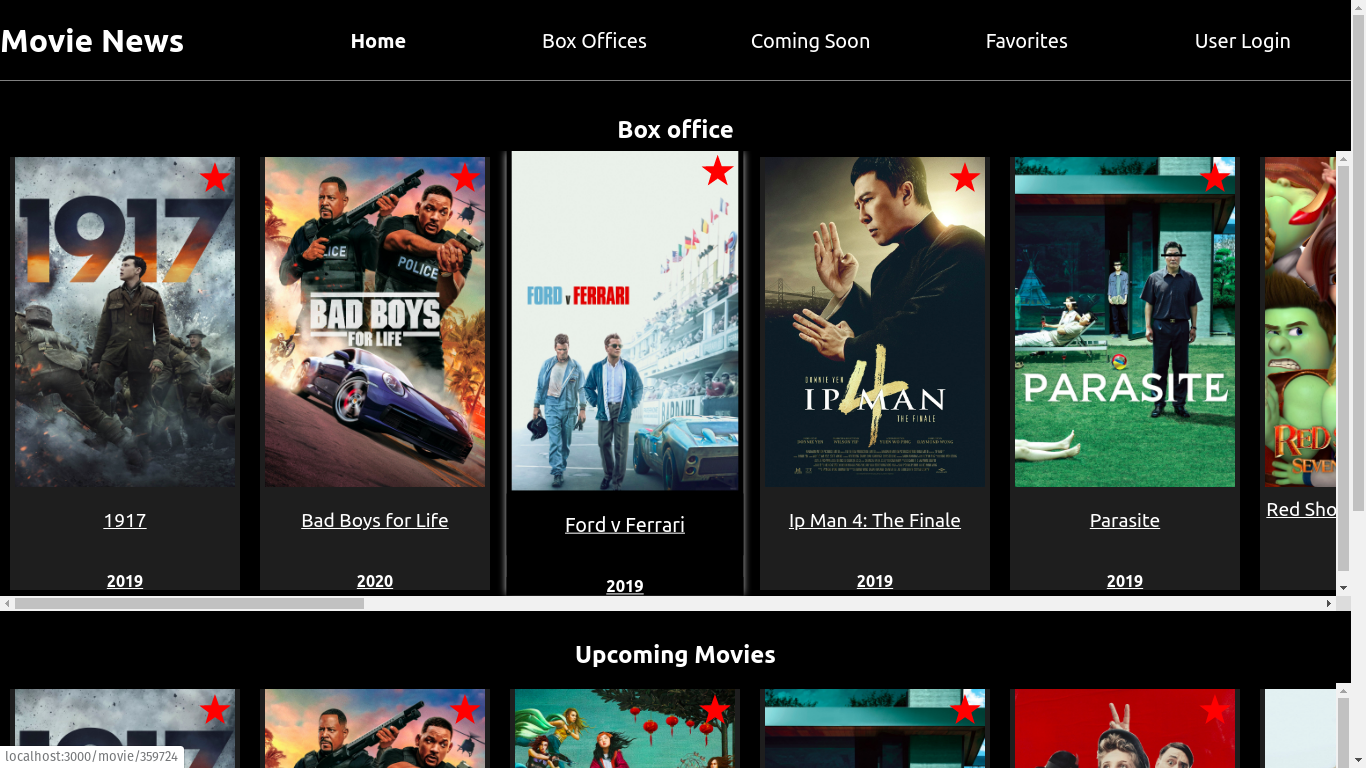 Movie News
Home
Box Offices
Coming Soon
Favorites
User Login
Box office
1917
POLICE
POLICE
BAD BOYS
FOR LIFE
FORD v FERRARI
DONNIE YEN
IP MAN 4
THE FINALE
PARASITE
RED
SEVEN
1917
Bad Boys for Life
Ford v Ferrari
Ip Man 4: The Finale
Parasite
Red Sho
2019
2020
2019
2019
2019
Upcoming Movies
1917
localhost:3000/movie/359724